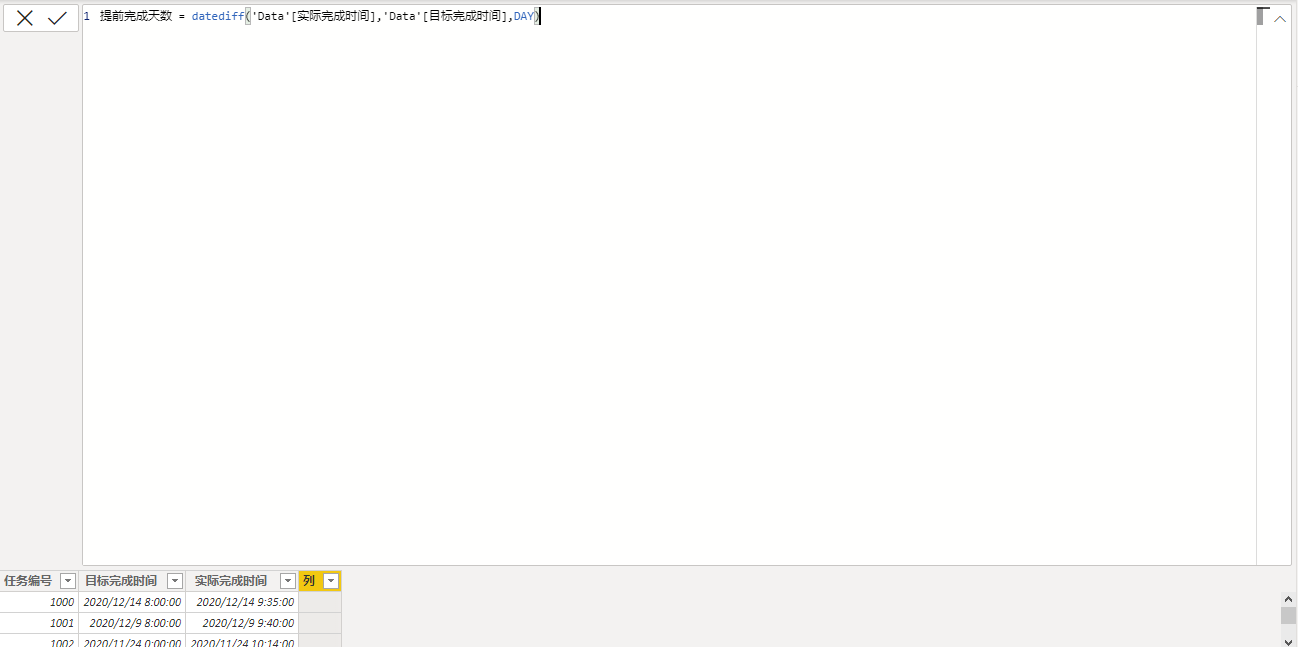 1 提前完成天数 = datediff('Data'[实际完成时间],'Data'[目标完成时间],DAY)
任务编号 目标完成时间 实际完成时间 列
1000 2020/12/14 8:00:00 2020/12/14 9:35:00
1001 2020/12/9 8:00:00 2020/12/9 9:40:00
1002 2020/11/24 0:00:00 2020/11/24 10:14:00